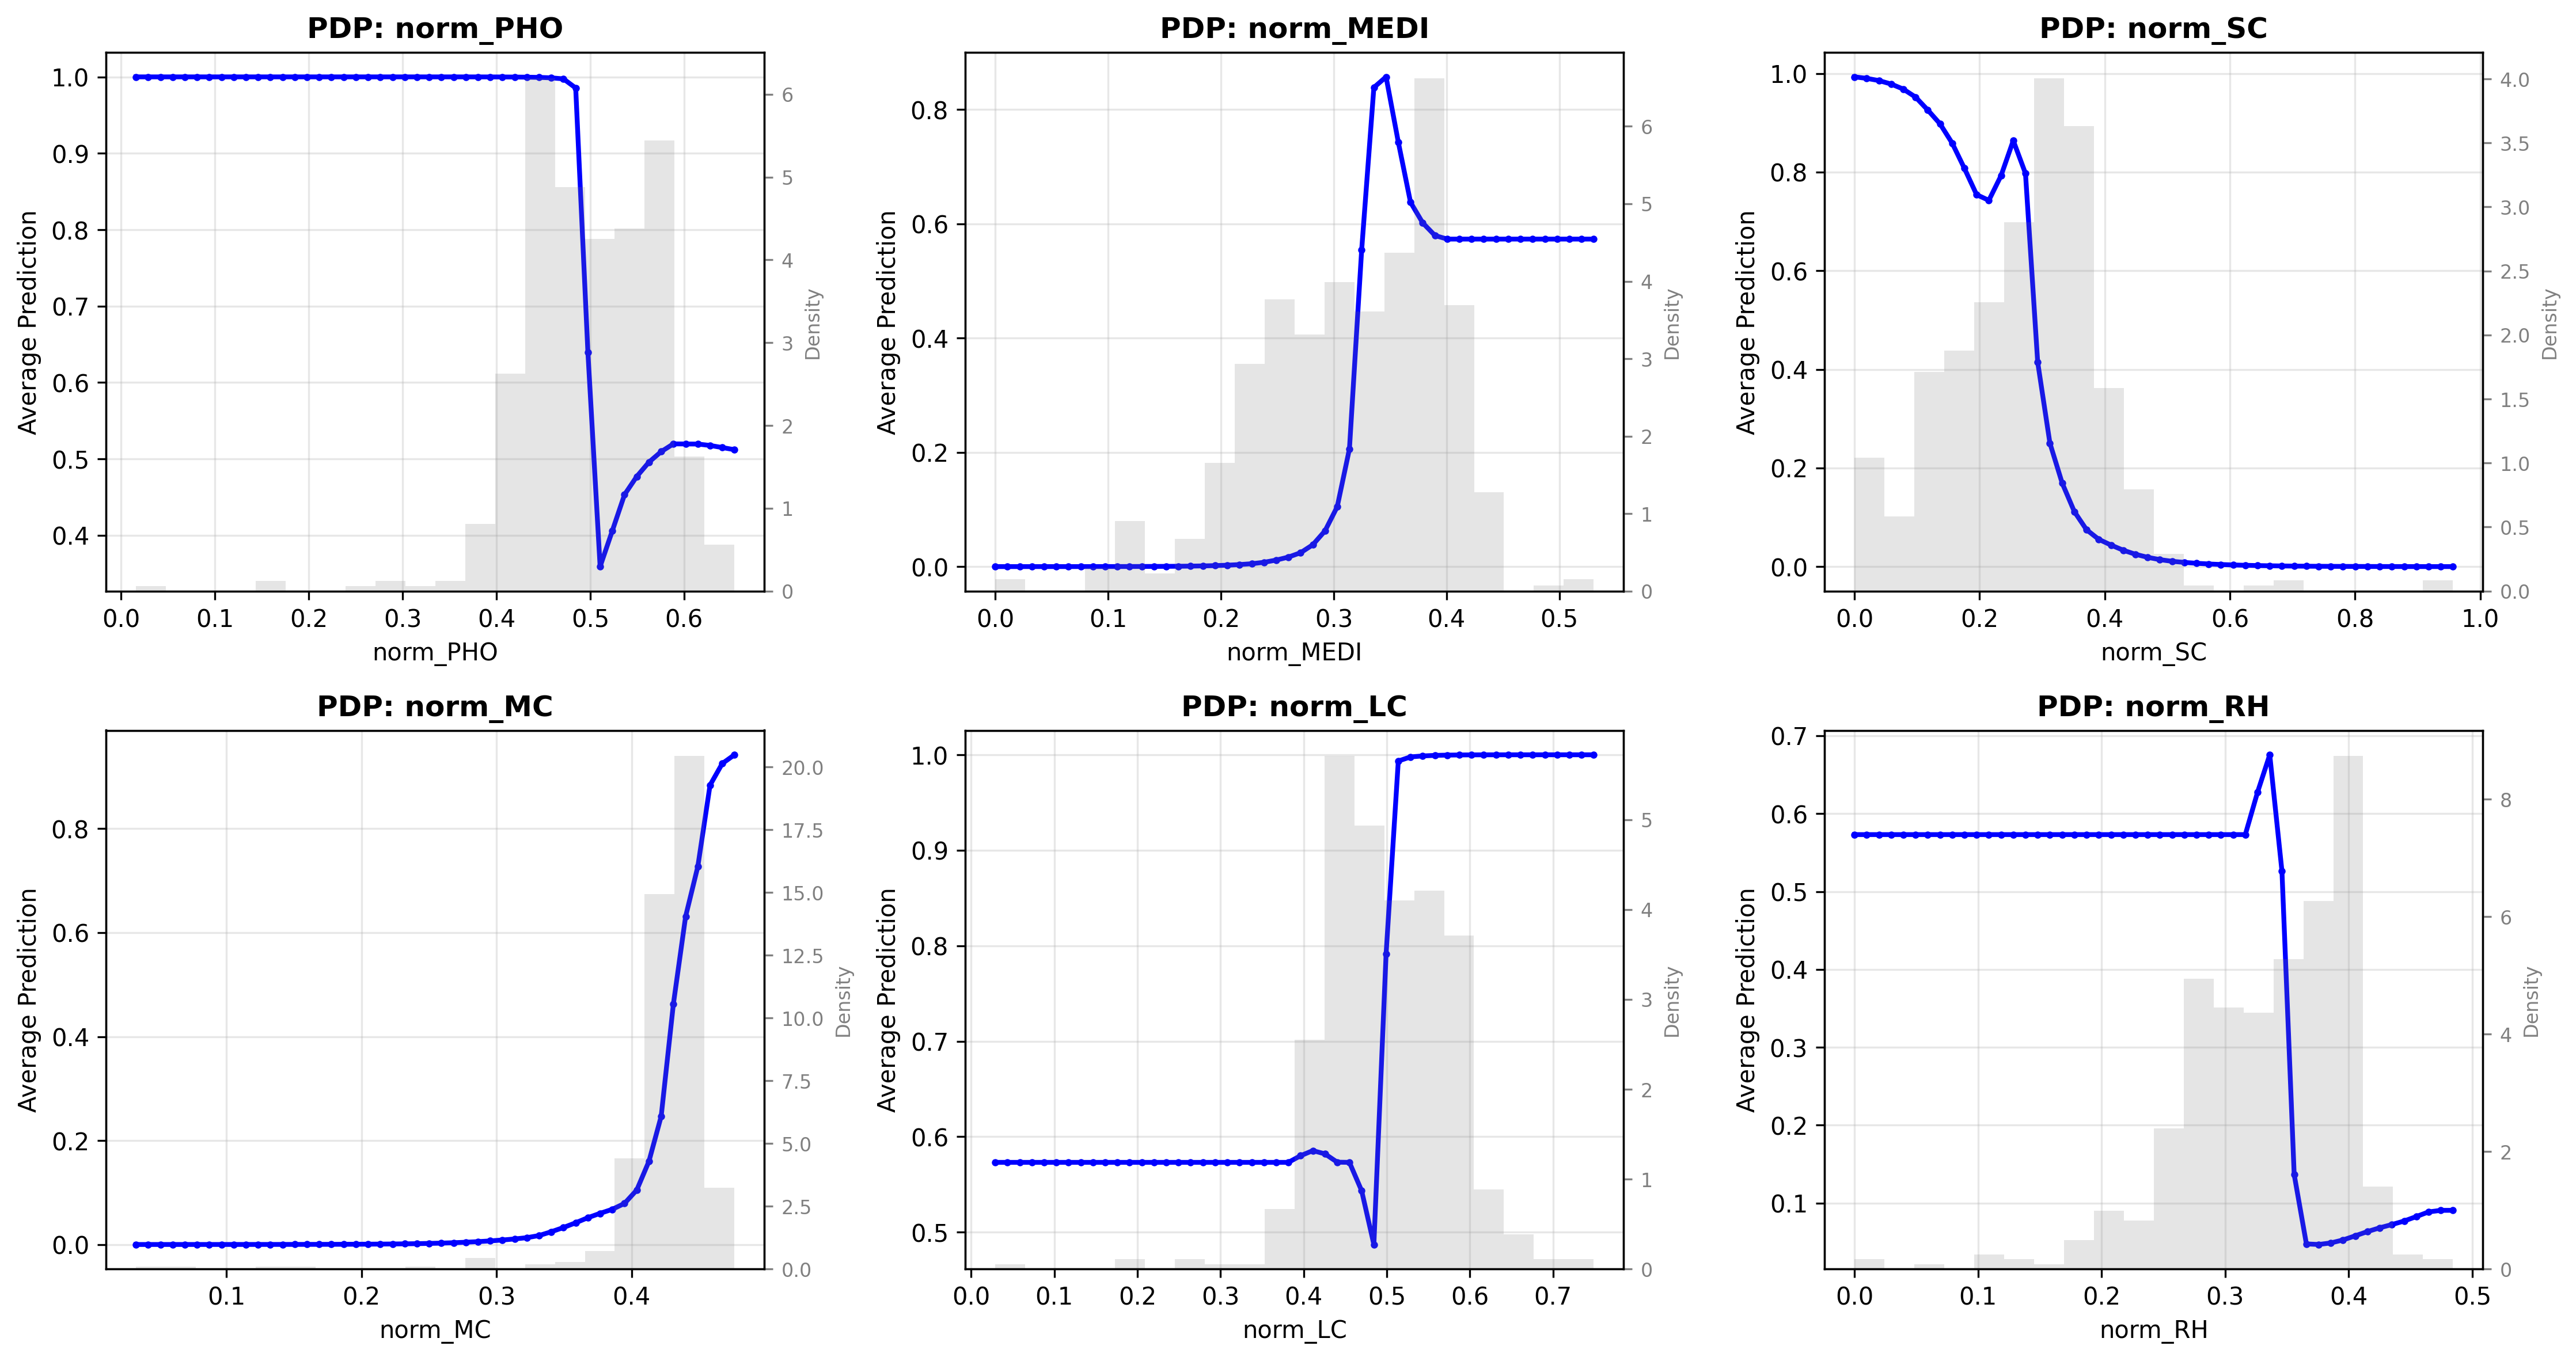 PDP: norm_PHO
Average Prediction
1.0
0.9
0.8
0.7
0.6
0.5
0.4
0.0 0.1 0.2 0.3 0.4 0.5 0.6
norm_PHO
6
5
4
3
2
1
0
Density
PDP: norm_MEDI
Average Prediction
0.8
0.6
0.4
0.2
0.0
0.0 0.1 0.2 0.3 0.4 0.5
norm_MEDI
6
5
4
3
2
1
0
Density
PDP: norm_SC
Average Prediction
1.0
0.8
0.6
0.4
0.2
0.0
0.0 0.2 0.4 0.6 0.8 1.0
norm_SC
4.0
3.5
3.0
2.5
2.0
1.5
1.0
0.5
0.0
Density
PDP: norm_MC
Average Prediction
0.8
0.6
0.4
0.2
0.0
0.1 0.2 0.3 0.4
norm_MC
20.0
17.5
15.0
12.5
10.0
7.5
5.0
2.5
0.0
Density
PDP: norm_LC
Average Prediction
1.0
0.9
0.8
0.7
0.6
0.5
0.0 0.1 0.2 0.3 0.4 0.5 0.6 0.7
norm_LC
5
4
3
2
1
0
Density
PDP: norm_RH
Average Prediction
0.7
0.6
0.5
0.4
0.3
0.2
0.1
0.0 0.1 0.2 0.3 0.4 0.5
norm_RH
8
6
4
2
0
Density